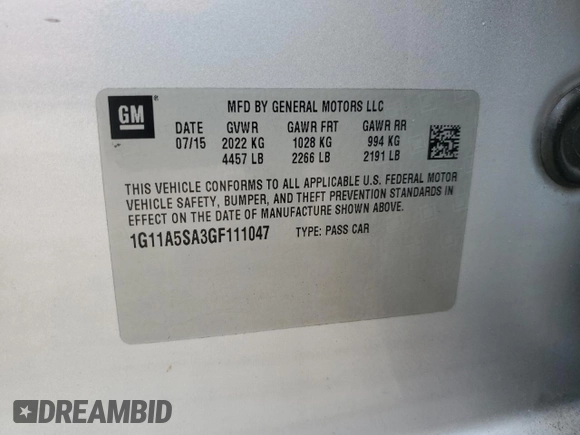 GM
MFD BY GENERAL MOTORS LLC
DATE GVWR GAWR FRT GAWR RR
07/15 2022 KG 1028 KG 994 KG
4457 LB 2266 LB 2191 LB
THIS VEHICLE CONFORMS TO ALL APPLICABLE U.S. FEDERAL MOTOR
VEHICLE SAFETY, BUMPER, AND THEFT PREVENTION STANDARDS IN
EFFECT ON THE DATE OF MANUFACTURE SHOWN ABOVE.
1G11A5SA3GF111047 TYPE: PASS CAR
DREAMBID